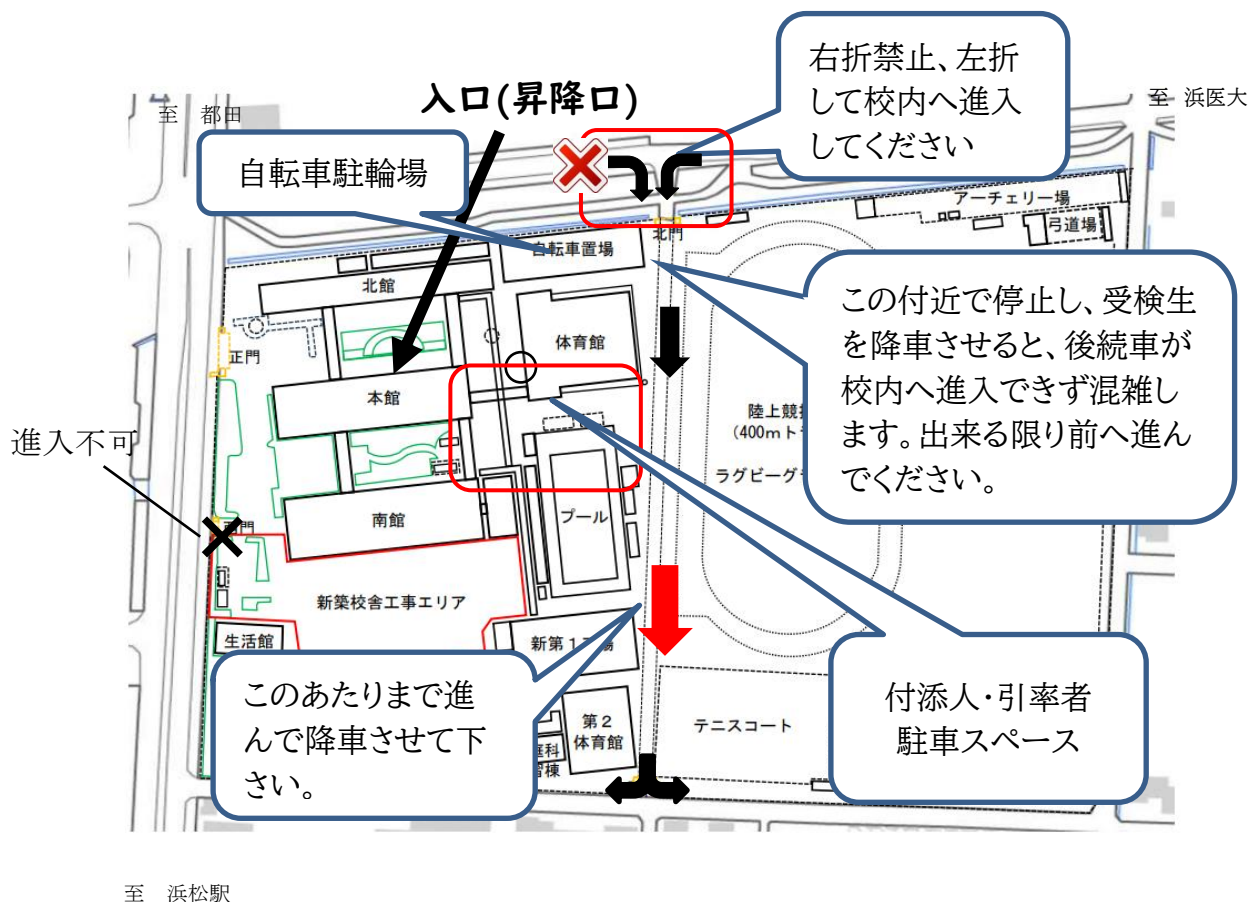 右折禁止、左折
して校内へ進入
してください
入口(昇降口)
至 都田
至 浜医大
自転車駐輪場
アーチェリー場
弓道場
北門
自転車置場
北館
この付近で停止し、受検生
を降車させると、後続車が
校内へ進入できず混雑し
ます。出来る限り前へ進ん
でください。
正門
体育館
本館
陸上競
(400mト
進入不可
ラグビーグ
南館
プール
新築校舎工事エリア
生活館
新第1
このあたりまで進
んで降車させて下
さい。
付添人・引率者
駐車スペース
第2
体育館
テニスコート
至 浜松駅